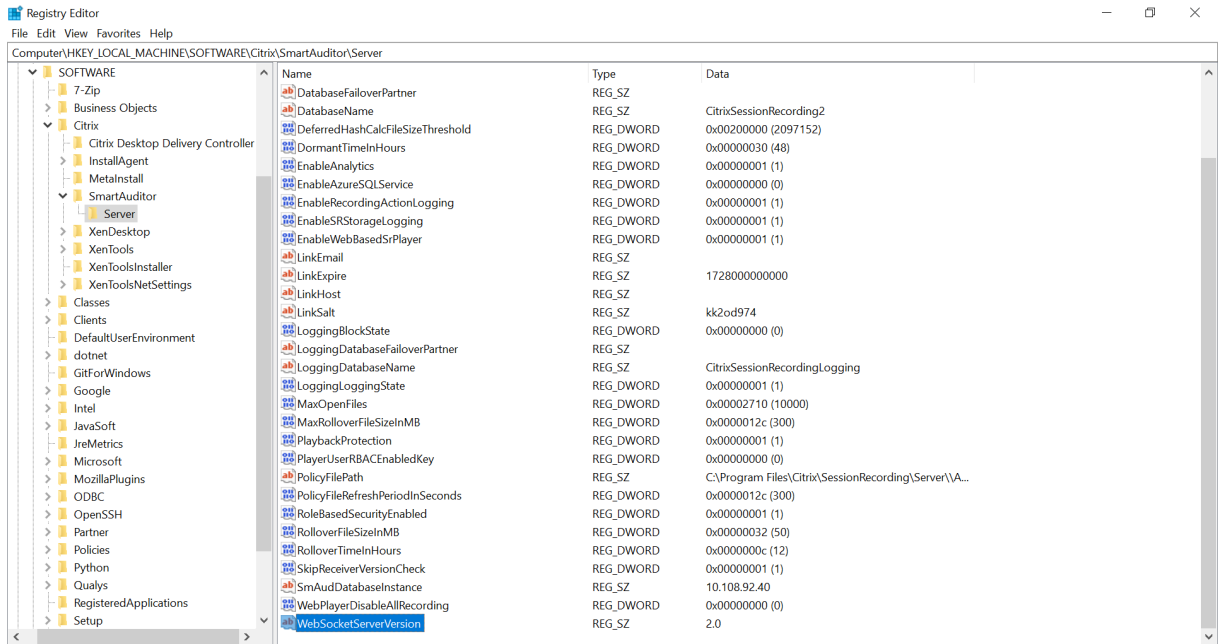 Registry Editor
File Edit View Favorites Help
Computer\HKEY_LOCAL_MACHINE\SOFTWARE\Citrix\SmartAuditor\Server
SOFTWARE
7-Zip
Business Objects
Citrix
Citrix Desktop Delivery Controller
InstallAgent
MetaInstall
SmartAuditor
Server
XenDesktop
XenTools
XenToolsInstaller
XenToolsNetSettings
Classes
Clients
DefaultUserEnvironment
dotnet
GitForWindows
Google
Intel
JavaSoft
JreMetrics
Microsoft
MozillaPlugins
ODBC
OpenSSH
Partner
Policies
Python
Qualys
RegisteredApplications
Setup
Name Type Data
DatabaseFailoverPartner REG_SZ
DatabaseName REG_SZ CitrixSessionRecording2
DeferredHashCalcFileSizeThreshold REG_DWORD 0x00200000 (2097152)
DormantTimeInHours REG_DWORD 0x00000030 (48)
EnableAnalytics REG_DWORD 0x00000001 (1)
EnableAzureSQLService REG_DWORD 0x00000000 (0)
EnableRecordingActionLogging REG_DWORD 0x00000001 (1)
EnableSRStorageLogging REG_DWORD 0x00000001 (1)
EnableWebBasedSrPlayer REG_DWORD 0x00000001 (1)
LinkEmail REG_SZ
LinkExpire REG_SZ 1728000000000
LinkHost REG_SZ
LinkSalt REG_SZ kk2od974
LoggingBlockState REG_DWORD 0x00000000 (0)
LoggingDatabaseFailoverPartner REG_SZ
LoggingDatabaseName REG_SZ CitrixSessionRecordingLogging
LoggingLoggingState REG_DWORD 0x00000001 (1)
MaxOpenFiles REG_DWORD 0x00002710 (10000)
MaxRolloverFileSizeInMB REG_DWORD 0x0000012c (300)
PlaybackProtection REG_DWORD 0x00000001 (1)
PlayerUserRBACEnabledKey REG_DWORD 0x00000000 (0)
PolicyFilePath REG_SZ C:\Program Files\Citrix\SessionRecording\Server\\A...
PolicyFileRefreshPeriodInSeconds REG_DWORD 0x0000012c (300)
RoleBasedSecurityEnabled REG_DWORD 0x00000001 (1)
RolloverFileSizeInMB REG_DWORD 0x00000032 (50)
RolloverTimeInHours REG_DWORD 0x0000000c (12)
SkipReceiverVersionCheck REG_DWORD 0x00000001 (1)
SmAudDatabaseInstance REG_SZ 10.108.92.40
WebPlayerDisableAllRecording REG_DWORD 0x00000000 (0)
WebSocketServerVersion REG_SZ 2.0